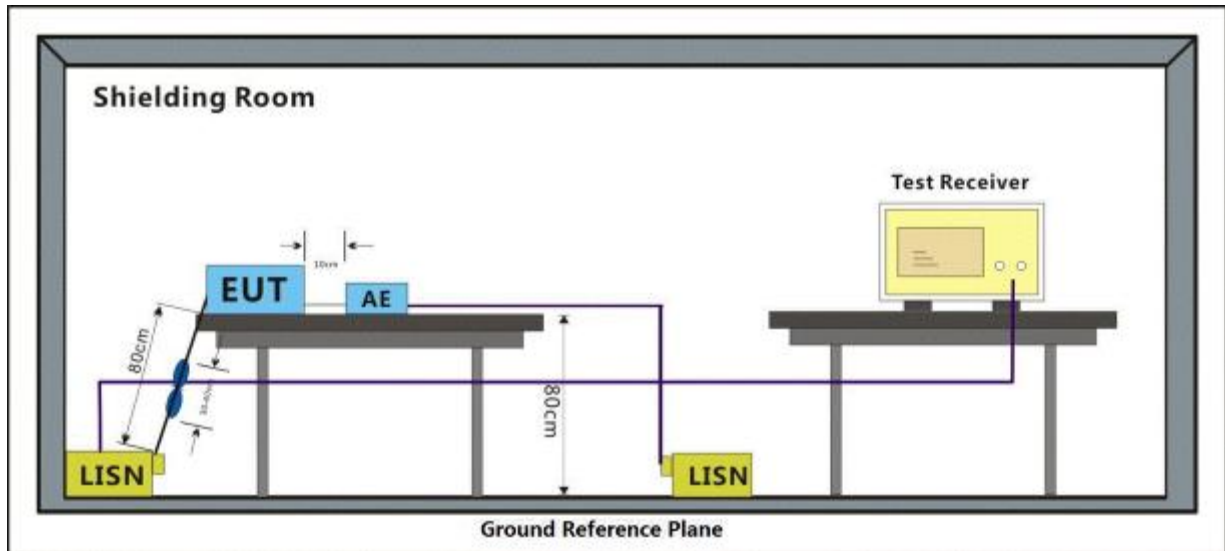 Shielding Room
Test Receiver
10cm
EUT
AE
80cm
80cm
LISN
LISN
Ground Reference Plane